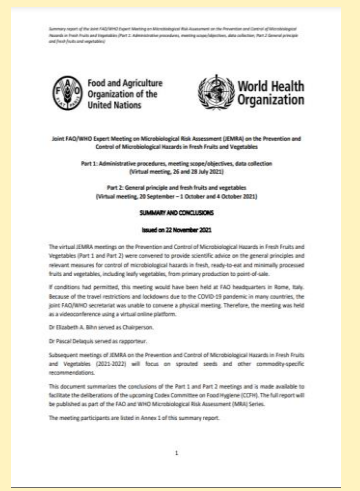 Summary report of the Joint FAO/WHO Expert Meeting on Microbiological Risk Assessment on the Prevention and Control of Microbiological
Hazards in Fresh Fruits and Vegetables (Part 1: Administrative procedures, meeting scope/objectives, data collection, Part 2 General principle
and fresh fruits and vegetables)
F A O
FIAT PANIS
Food and Agriculture
Organization of the
United Nations
World Health
Organization
Joint FAO/WHO Expert Meeting on Microbiological Risk Assessment (JEMRA) on the Prevention and
Control of Microbiological Hazards in Fresh Fruits and Vegetables
Part 1: Administrative procedures, meeting scope/objectives, data collection
(Virtual meeting, 26 and 28 July 2021)
Part 2: General principle and fresh fruits and vegetables
(Virtual meeting, 20 September – 1 October and 4 October 2021)
SUMMARY AND CONCLUSIONS
Issued on 22 November 2021
The virtual JEMRA meetings on the Prevention and Control of Microbiological Hazards in Fresh Fruits and
Vegetables (Part 1 and Part 2) were convened to provide scientific advice on the general principles and
relevant measures for control of microbiological hazards in fresh, ready-to-eat and minimally processed
fruits and vegetables, including leafy vegetables, from primary production to point-of-sale.
If conditions had permitted, this meeting would have been held at FAO headquarters in Rome, Italy.
Because of the travel restrictions and lockdowns due to the COVID-19 pandemic in many countries, the
joint FAO/WHO secretariat was unable to convene a physical meeting. Therefore, the meeting was held
as a videoconference using a virtual online platform.
Dr Elizabeth A. Bihn served as Chairperson.
Dr Pascal Delaquis served as rapporteur.
Subsequent meetings of JEMRA on the Prevention and Control of Microbiological Hazards in Fresh Fruits
and Vegetables (2021-2022) will focus on sprouted seeds and other commodity-specific
recommendations.
This document summarizes the conclusions of the Part 1 and Part 2 meetings and is made available to
facilitate the deliberations of the upcoming Codex Committee on Food Hygiene (CCFH). The full report will
be published as part of the FAO and WHO Microbiological Risk Assessment (MRA) Series.
The meeting participants are listed in Annex 1 of this summary report.
1